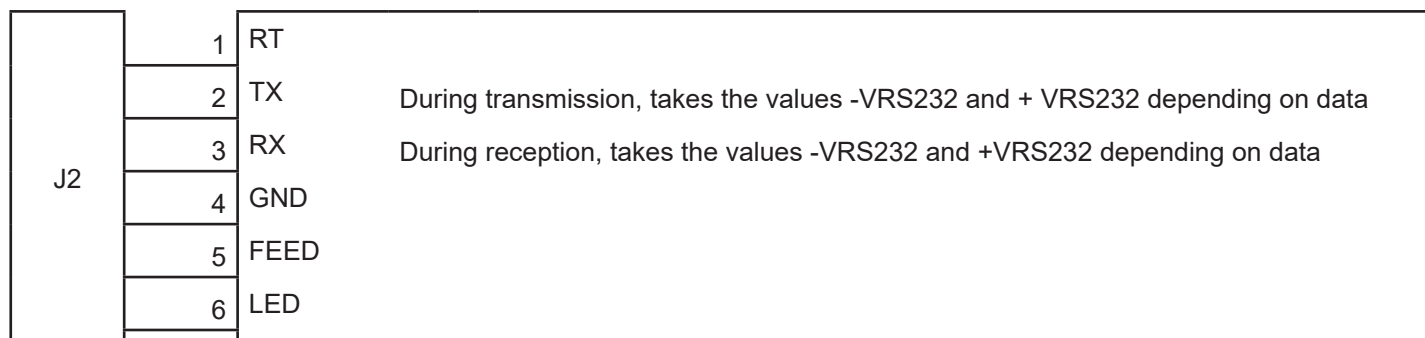 1 RT
2 TX During transmission, takes the values -VRS232 and + VRS232 depending on data
3 RX During reception, takes the values -VRS232 and +VRS232 depending on data
J2
4 GND
5 FEED
6 LED